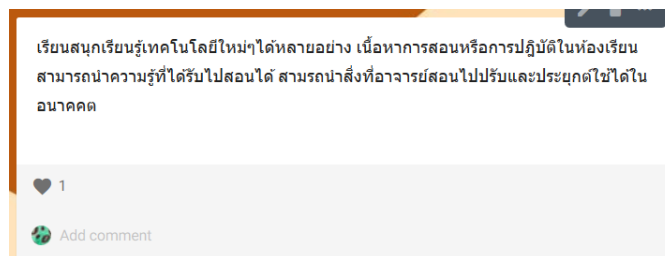 เรียนสนุกเรียนรู้เทคโนโลยีใหม่ๆได้หลายอย่าง เนื้อหาการสอนหรือการปฎิบัติในห้องเรียน
สามารถนำความรู้ที่ได้รับไปสอนได้ สามรถนำสิ่งที่อาจารย์สอนไปปรับและประยุกต์ใช้ได้ใน
อนาคคต
1
Add comment